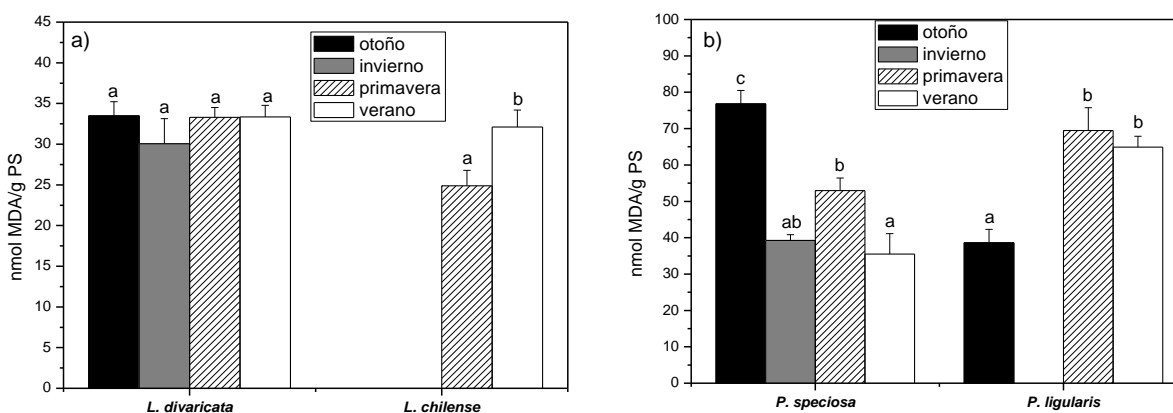 a)
otoño
invierno
primavera
verano
nmol MDA/g PS
45
40
35
30
25
20
15
10
5
0
a
a
a
a
a
b
L. divaricata
L. chilense
b)
otoño
invierno
primavera
verano
nmol MDA/g PS
100
90
80
70
60
50
40
30
20
10
0
c
ab
b
a
a
b
b
P. speciosa
P. ligularis